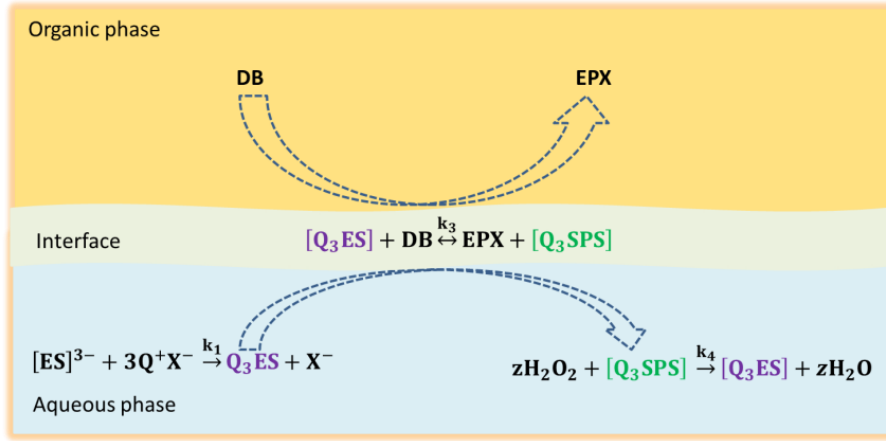 Organic phase
DB EPX
Interface
[Q₃ES] + DB k₃ ↔ EPX + [Q₃SPS]
[ES]³⁻ + 3Q⁺X⁻ k₁ → Q₃ES + X⁻
zH₂O₂ + [Q₃SPS] k₄ → [Q₃ES] + zH₂O
Aqueous phase